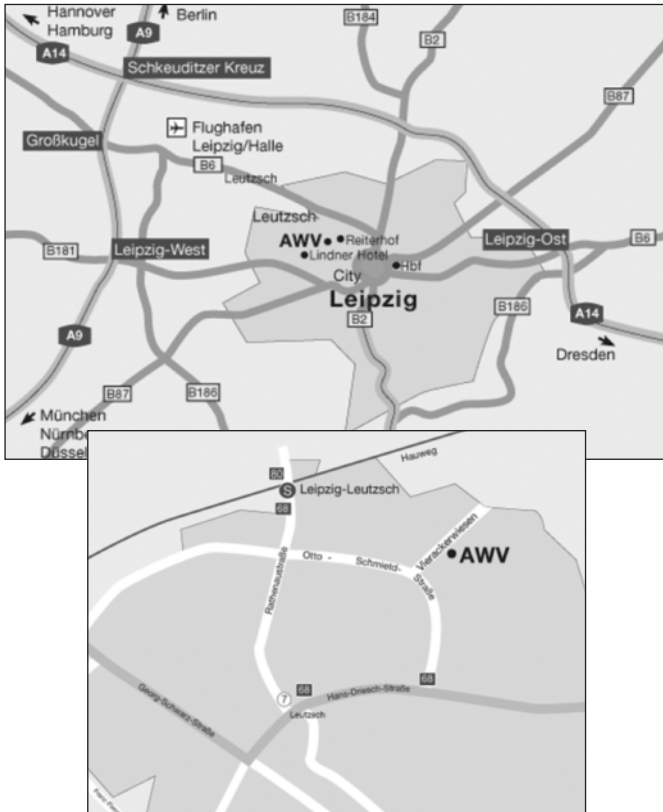 Hannover
Hamburg
A9
Berlin
B184
B2
A14
Schkeuditzer Kreuz
B87
Großkugel
Flughafen
Leipzig/Halle
B6
Leutzsch
Leutzsch
AWV
Reiterhof
Lindner Hotel
B181
Leipzig-West
Leipzig-Ost
B6
City
Hbf
Leipzig
B2
B186
A14
A9
Dresden
B87
B186
München
Hauweg
80
S Leipzig-Leutzsch
68
Vierackerwiesen
AWV
Otto - Schmield-
Straße
Rathenaustraße
68
68
Hans-Driesch-Straße
7
Leutzsch
Georg-Schwarz-Straße